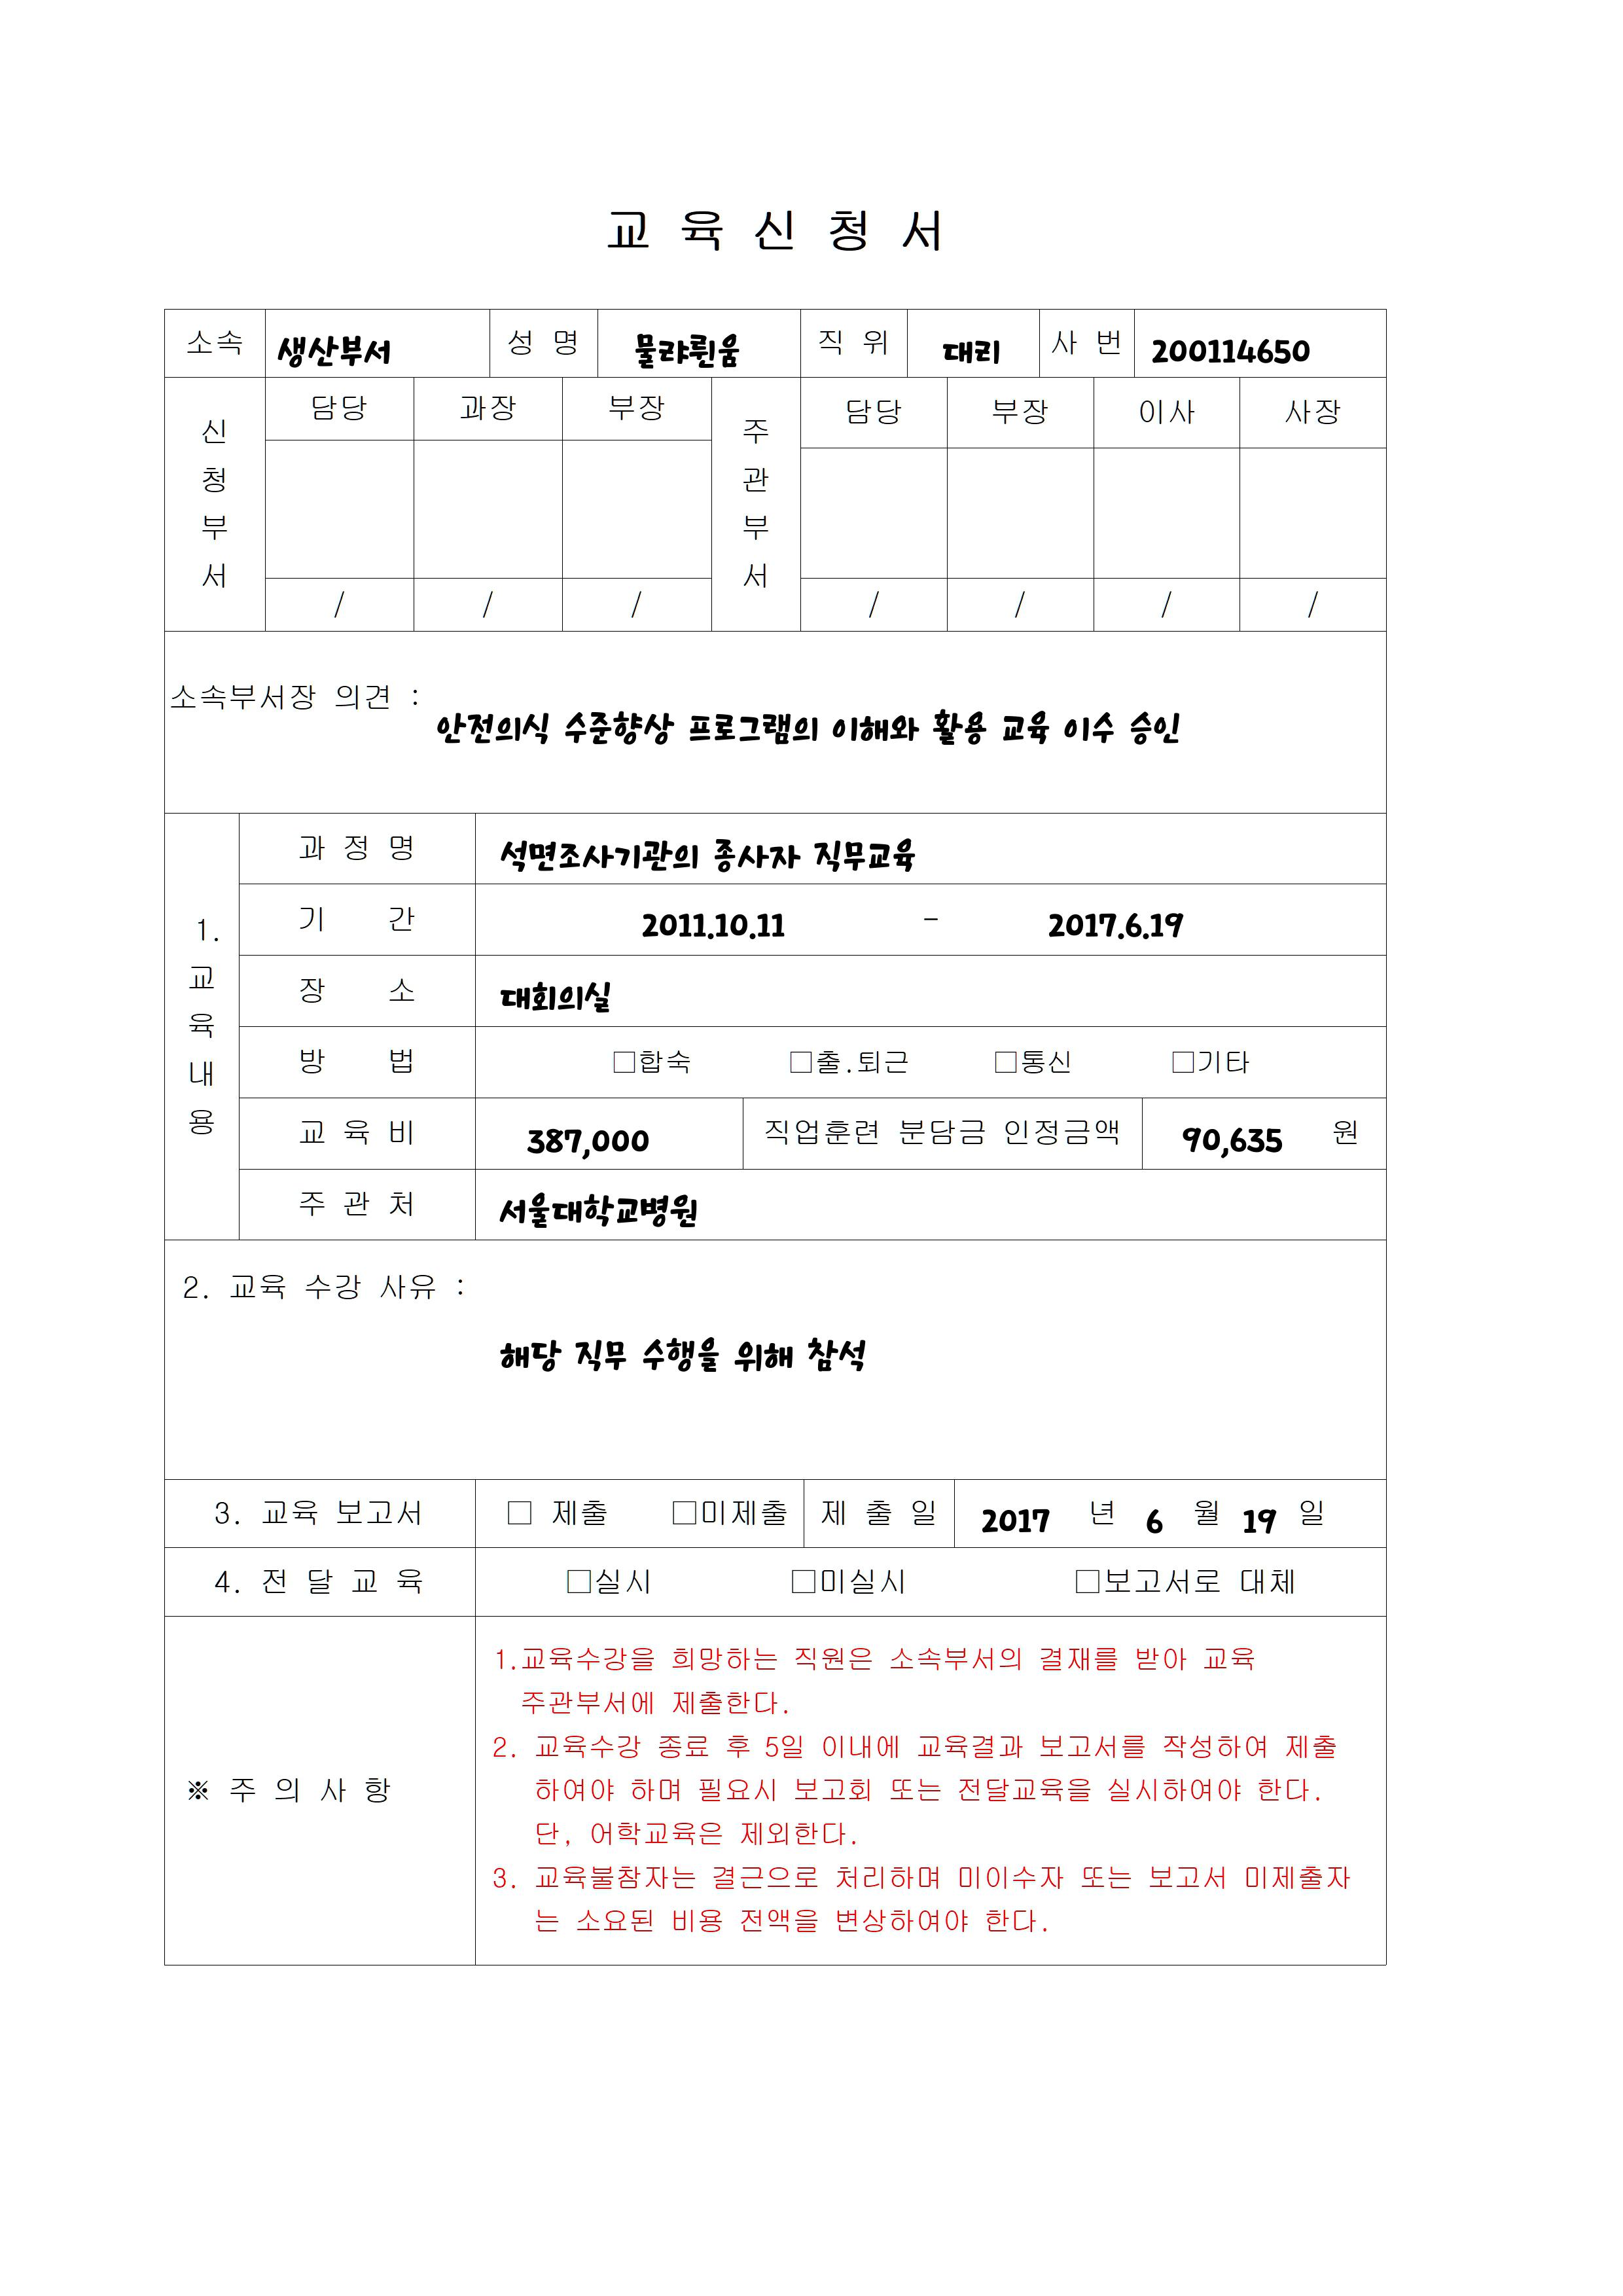 교 육 신 청 서
소속 생산부서 성 명 물랴뤈움 직 위 대리 사 번 200114650
신청부서 담당 과장 부장 주관부서 담당 부장 이사 사장
/ / / / / / /
소속부서장 의견 :
안전의식 수준향상 프로그램의 이해와 활용 교육 이수 승인
1. 교육내용
과 정 명 석면조사기관의 종사자 직무교육
기 간 2011.10.11 - 2017.6.19
장 소 대회의실
방 법 □합숙 □출.퇴근 □통신 □기타
교 육 비 387,000 직업훈련 분담금 인정금액 90,635 원
주 관 처 서울대학교병원
2. 교육 수강 사유 :
해당 직무 수행을 위해 참석
3. 교육 보고서 □ 제출 □미제출 제 출 일 2017 년 6 월 19 일
4. 전 달 교 육 □실시 □미실시 □보고서로 대체
※ 주 의 사 항
1.교육수강을 희망하는 직원은 소속부서의 결재를 받아 교육
주관부서에 제출한다.
2. 교육수강 종료 후 5일 이내에 교육결과 보고서를 작성하여 제출
하여야 하며 필요시 보고회 또는 전달교육을 실시하여야 한다.
단, 어학교육은 제외한다.
3. 교육불참자는 결근으로 처리하며 미이수자 또는 보고서 미제출자
는 소요된 비용 전액을 변상하여야 한다.